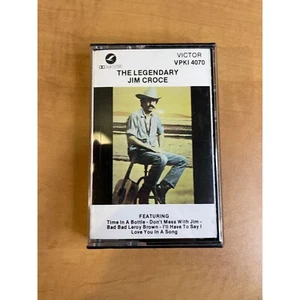 VICTOR
VPKI 4070
THE LEGENDARY
JIM CROCE
FEATURING
Time In A Bottle - Don't Mess With Jim -
Bad Bad Leroy Brown - I'll Have To Say I
Love You In A Song